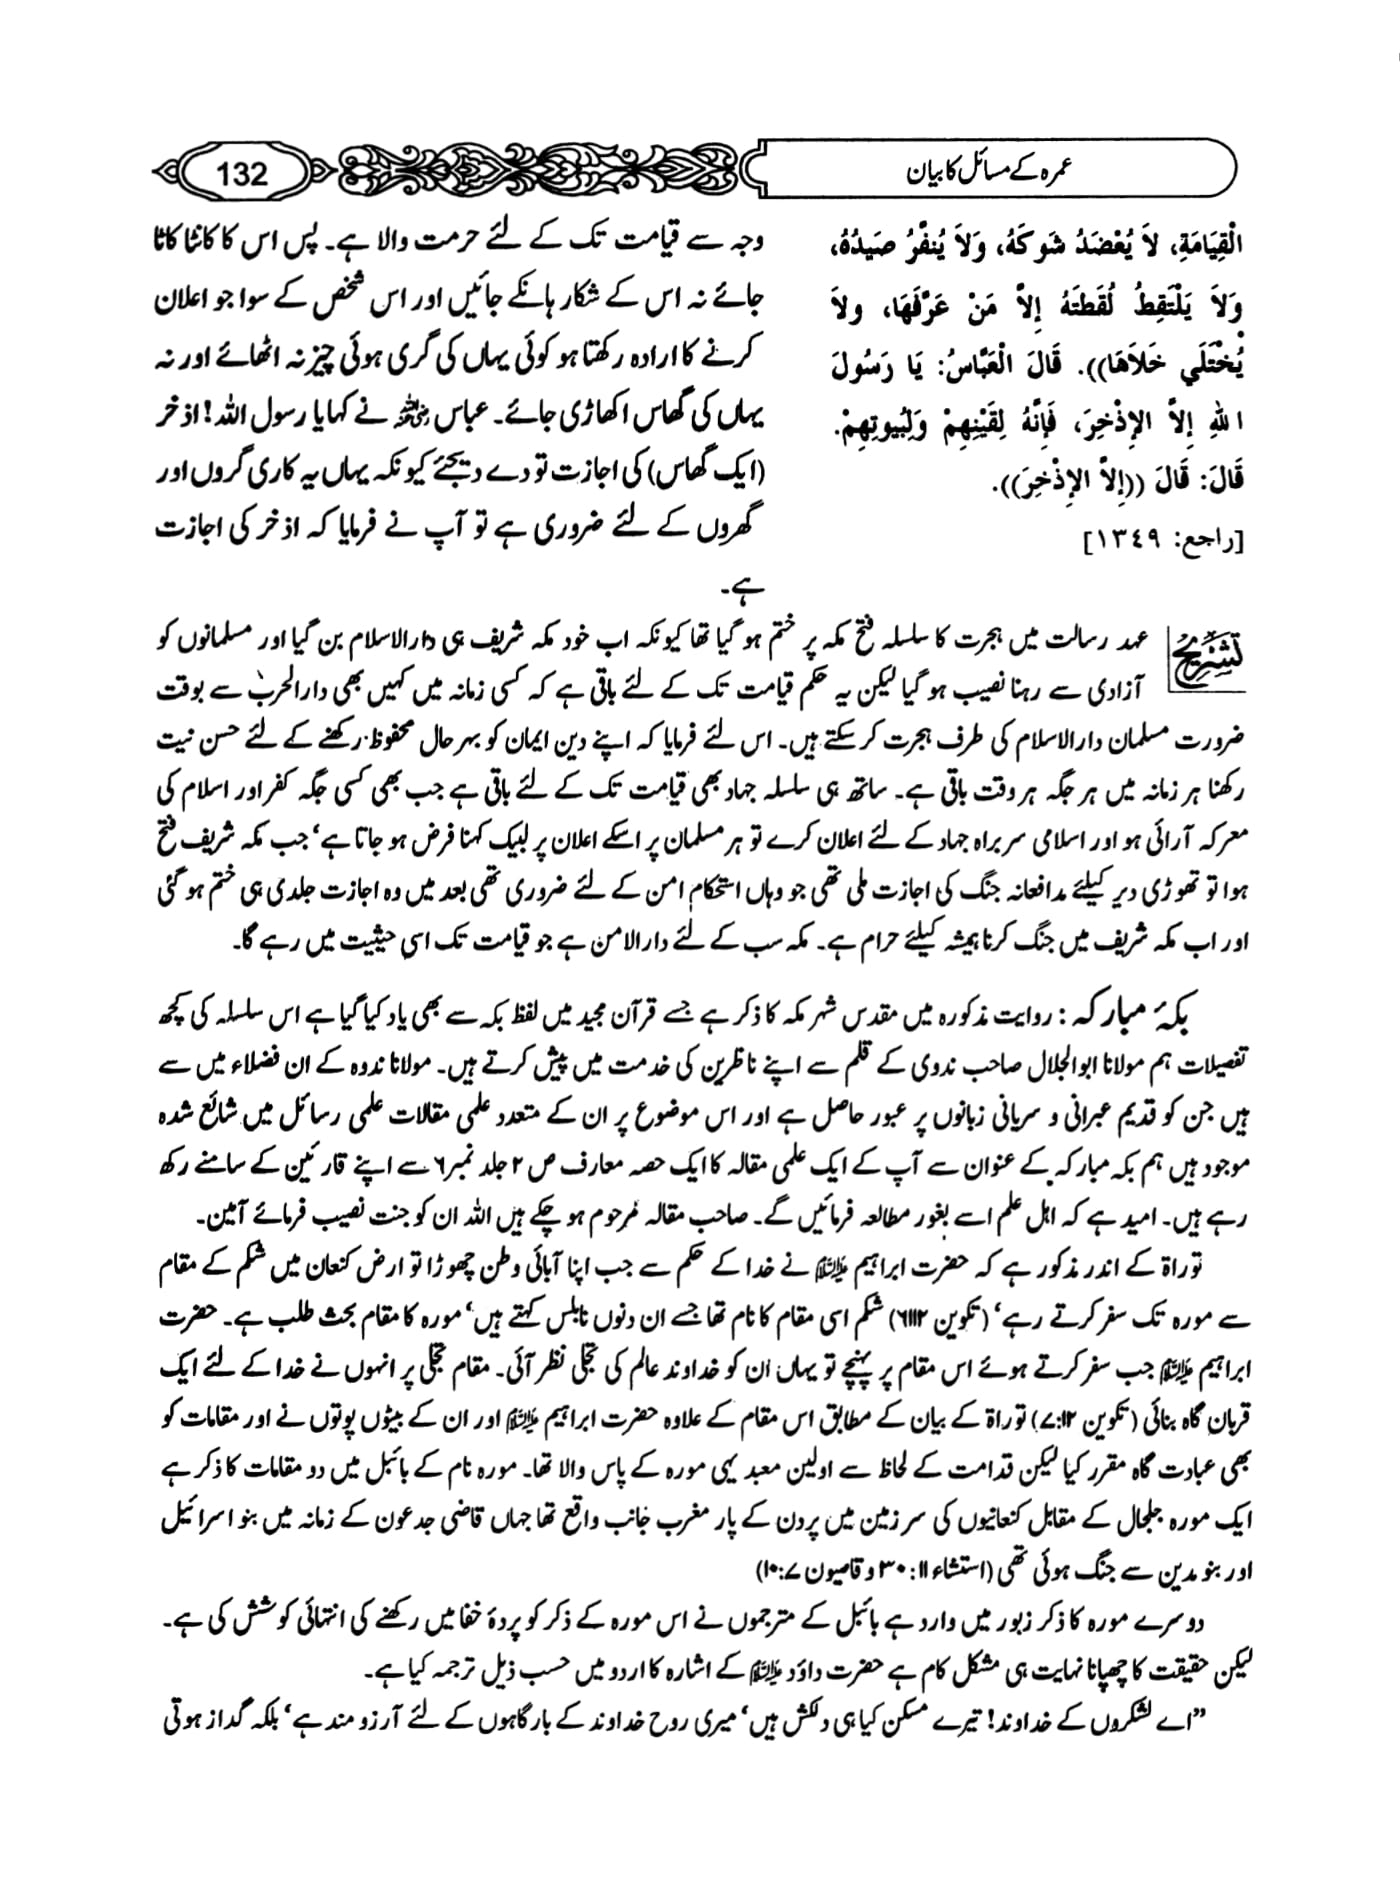 عمرہ کے مسائل کا بیان
132
الْقِيَامَةِ، لاَ يُعْضَدُ شَوكَهُ، وَلاَ يُنفَّرُ صَيدُهُ،
وَلاَ يَلْتَقِطُ لُقَطَتَهُ إِلاَّ مَنْ عَرَّفَهَا، ولاَ
يُخْتَلَي خَلاَهَا)). قَالَ الْعَبَّاسُ: يَا رَسُولَ
اللهِ إِلاَّ الإِذْخِرَ، فَإِنَّهُ لِقَيْنِهِمْ وَلِبُيوتِهِمْ.
قَالَ: قَالَ ((إِلاَّ الإِذْخِرَ)).
[راجع: ١٣٤٩]
وجہ سے قیامت تک کے لئے حرمت والا ہے۔ پس اس کا کانٹا کاٹا
جائے نہ اس کے شکار ہانکے جائیں اور اس شخص کے سوا جو اعلان
کرنے کا ارادہ رکھتا ہو کوئی یہاں کی گری ہوئی چیز نہ اٹھائے اور نہ
یہاں کی گھاس اکھاڑی جائے۔ عباس رضی اللہ عنہ نے کہا یا رسول اللہ! اذخر
(ایک گھاس) کی اجازت تو دے دیجئے کیونکہ یہاں یہ کاری گروں اور
گھروں کے لئے ضروری ہے تو آپ نے فرمایا کہ اذخر کی اجازت
ہے۔
تشریح عہد رسالت میں ہجرت کا سلسلہ فتح مکہ پر ختم ہو گیا تھا کیونکہ اب خود مکہ شریف ہی دارالاسلام بن گیا اور مسلمانوں کو
آزادی سے رہنا نصیب ہو گیا لیکن یہ حکم قیامت تک کے لئے باقی ہے کہ کسی زمانہ میں کہیں بھی دارالحرب سے بوقت
ضرورت مسلمان دارالاسلام کی طرف ہجرت کر سکتے ہیں۔ اس لئے فرمایا کہ اپنے دین ایمان کو بہرحال محفوظ رکھنے کے لئے حسن نیت
رکھنا ہر زمانہ میں ہر جگہ ہر وقت باقی ہے۔ ساتھ ہی سلسلہ جہاد بھی قیامت تک کے لئے باقی ہے جب بھی کسی جگہ کفر اور اسلام کی
معرکہ آرائی ہو اور اسلامی سربراہ جہاد کے لئے اعلان کرے تو ہر مسلمان پر اسکے اعلان پر لبیک کہنا فرض ہو جاتا ہے‘ جب مکہ شریف فتح
ہوا تو تھوڑی دیر کیلئے مدافعانہ جنگ کی اجازت ملی تھی جو وہاں استحکام امن کے لئے ضروری تھی بعد میں وہ اجازت جلدی ہی ختم ہو گئی
اور اب مکہ شریف میں جنگ کرنا ہمیشہ کیلئے حرام ہے۔ مکہ سب کے لئے دارالامن ہے جو قیامت تک اسی حیثیت میں رہے گا۔
بکۂ مبارکہ : روایت مذکورہ میں مقدس شہر مکہ کا ذکر ہے جسے قرآن مجید میں لفظ بکہ سے بھی یاد کیا گیا ہے اس سلسلہ کی کچھ
تفصیلات ہم مولانا ابوالجلال صاحب ندوی کے قلم سے اپنے ناظرین کی خدمت میں پیش کرتے ہیں۔ مولانا ندوہ کے ان فضلاء میں سے
ہیں جن کو قدیم عبرانی و سریانی زبانوں پر عبور حاصل ہے اور اس موضوع پر ان کے متعدد علمی مقالات علمی رسائل میں شائع شدہ
موجود ہیں ہم بکہ مبارکہ کے عنوان سے آپ کے ایک علمی مقالہ کا ایک حصہ معارف ص ۲ جلد نمبر۶ سے اپنے قارئین کے سامنے رکھ
رہے ہیں۔ امید ہے کہ اہل علم اسے بغور مطالعہ فرمائیں گے۔ صاحب مقالہ مرحوم ہو چکے ہیں اللہ ان کو جنت نصیب فرمائے آمین۔
توراۃ کے اندر مذکور ہے کہ حضرت ابراہیم علیہ السلام نے خدا کے حکم سے جب اپنا آبائی وطن چھوڑا تو ارض کنعان میں شکم کے مقام
سے مورہ تک سفر کرتے رہے‘ (تکوین ۶:۱۲) شکم اسی مقام کا نام تھا جسے ان دنوں نابلس کہتے ہیں‘ مورہ کا مقام بحث طلب ہے۔ حضرت
ابراہیم علیہ السلام جب سفر کرتے ہوئے اس مقام پر پہنچے تو یہاں ان کو خداوند عالم کی تجلی نظر آئی۔ مقام تجلی پر انہوں نے خدا کے لئے ایک
قربان گاہ بنائی (تکوین ۷:۱۲) توراۃ کے بیان کے مطابق اس مقام کے علاوہ حضرت ابراہیم علیہ السلام اور ان کے بیٹوں پوتوں نے اور مقامات کو
بھی عبادت گاہ مقرر کیا لیکن قدامت کے لحاظ سے اولین معبد یہی مورہ کے پاس والا تھا۔ مورہ نام کے بائبل میں دو مقامات کا ذکر ہے
ایک مورہ جلجال کے مقابل کنعانیوں کی سرزمین میں یردن کے پار مغرب جانب واقع تھا جہاں قاضی جدعون کے زمانہ میں بنو اسرائیل
اور بنو مدین سے جنگ ہوئی تھی (استثناء ۱۱: ۳۰ و قاصیون ۷:۱۰)
دوسرے مورہ کا ذکر زبور میں وارد ہے بائبل کے مترجموں نے اس مورہ کے ذکر کو پردۂ خفا میں رکھنے کی انتہائی کوشش کی ہے۔
لیکن حقیقت کا چھپانا نہایت ہی مشکل کام ہے حضرت داؤد علیہ السلام کے اشارہ کا اردو میں حسب ذیل ترجمہ کیا ہے۔
”اے لشکروں کے خداوند! تیرے مسکن کیا ہی دلکش ہیں‘ میری روح خداوند کے بارگاہوں کے لئے آرزو مند ہے‘ بلکہ گداز ہوتی